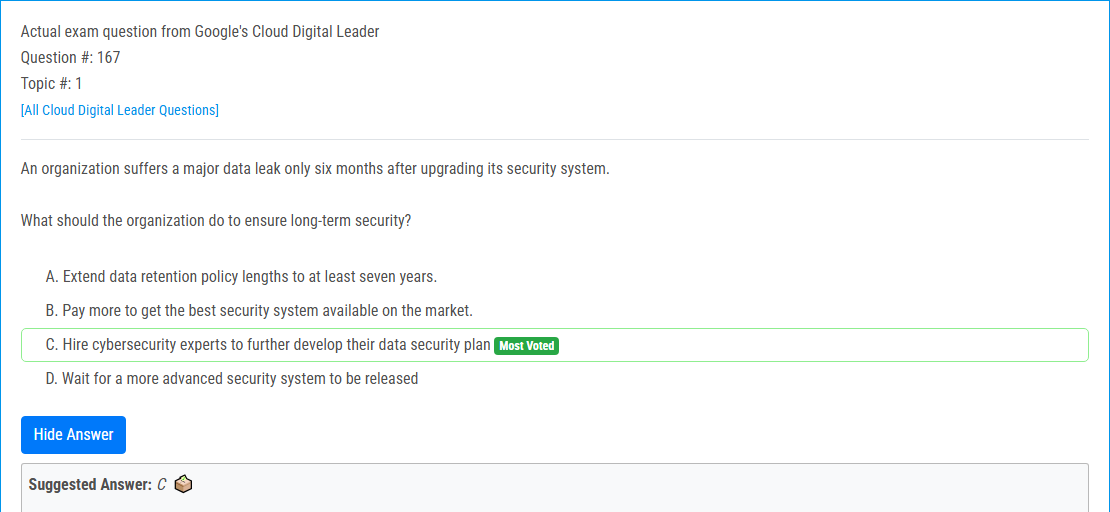 Actual exam question from Google's Cloud Digital Leader
Question #: 167
Topic #: 1
[All Cloud Digital Leader Questions]
An organization suffers a major data leak only six months after upgrading its security system.
What should the organization do to ensure long-term security?
A. Extend data retention policy lengths to at least seven years.
B. Pay more to get the best security system available on the market.
C. Hire cybersecurity experts to further develop their data security plan Most Voted
D. Wait for a more advanced security system to be released
Hide Answer
Suggested Answer: C